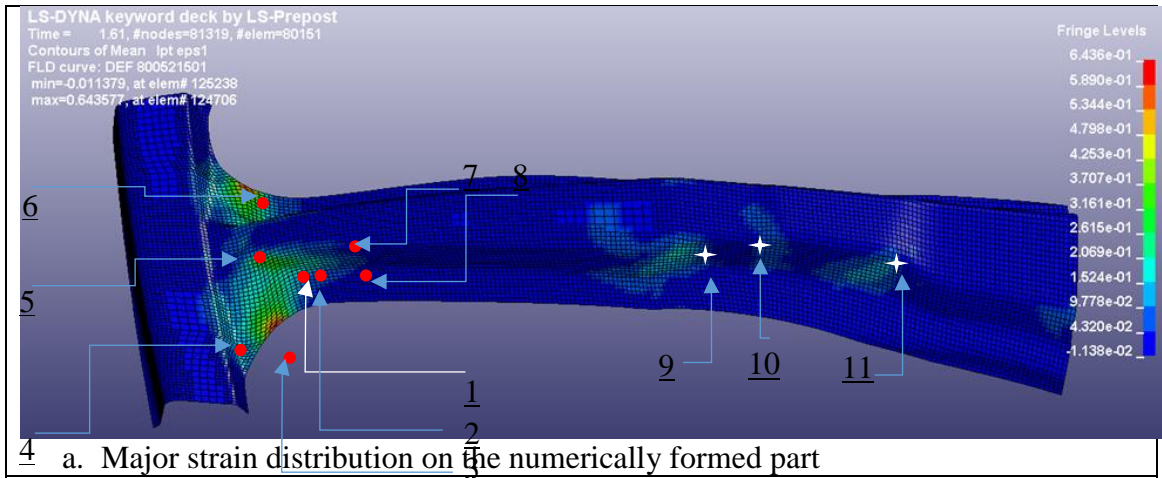 LS-DYNA keyword deck by LS-PrePost
Time = 1.61, #nodes=81319, #elem=80151
Contours of Mean Ipt eps1
FLD curve: DEF 800521501
min=-0.011379, at elem# 125238
max=0.643577, at elem# 124706
Fringe Levels
6.436e-01
5.890e-01
5.344e-01
4.798e-01
4.253e-01
3.707e-01
3.161e-01
2.615e-01
2.069e-01
1.524e-01
9.778e-02
4.320e-02
-1.138e-02
7 8
6
5
9
10
11
1
2
4
3
a. Major strain distribution on the numerically formed part